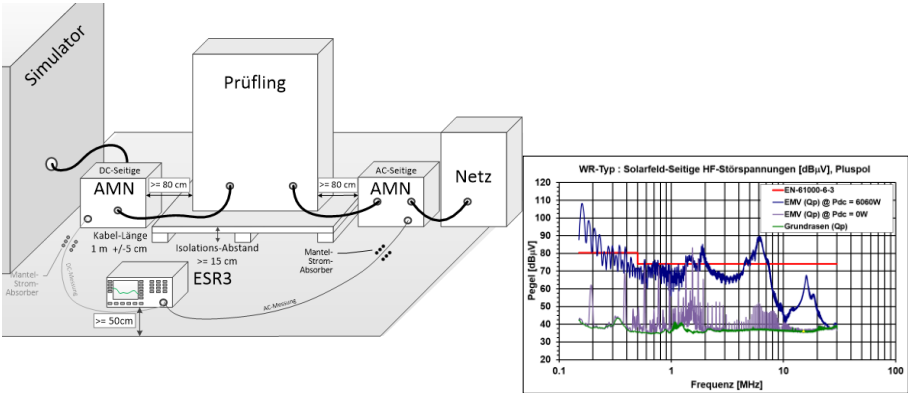 Simulator
Prüfling
DC-Seitige
AMN
>= 80 cm
>= 80 cm
AC-Seitige
AMN
Netz
Kabel-Länge
1 m +/-5 cm
Isolations-Abstand
>= 15 cm
Mantel-
Strom-
Absorber
DC-Messung
ESR3
Mantel-
Strom-
Absorber
AC-Messung
>= 50cm
WR-Typ : Solarfeld-Seitige HF-Störspannungen [dBµV], Pluspol
Pegel [dBµV]
120
110
100
90
80
70
60
50
40
30
20
EN-61000-6-3
EMV (Qp) @ Pdc = 6060W
EMV (Qp) @ Pdc = 0W
Grundrasen (Qp)
0.1
1
10
100
Frequenz [MHz]